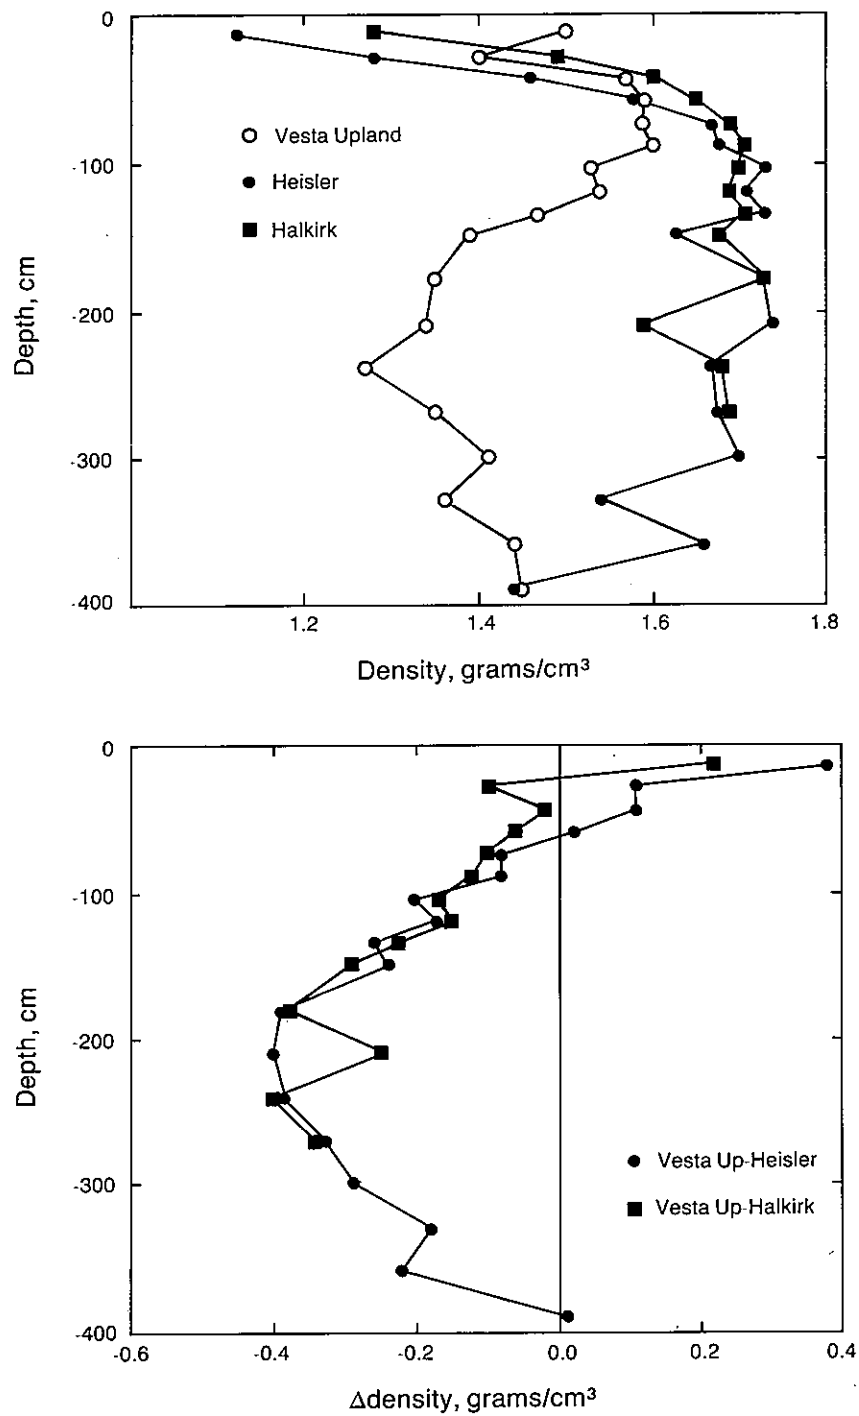 0
-100
-200
-300
-400
Depth, cm
Vesta Upland
Heisler
Halkirk
1.2
1.4
1.6
1.8
Density, grams/cm³
0
-100
-200
-300
-400
Depth, cm
Vesta Up-Heisler
Vesta Up-Halkirk
-0.6
-0.4
-0.2
0.0
0.2
0.4
Δdensity, grams/cm³